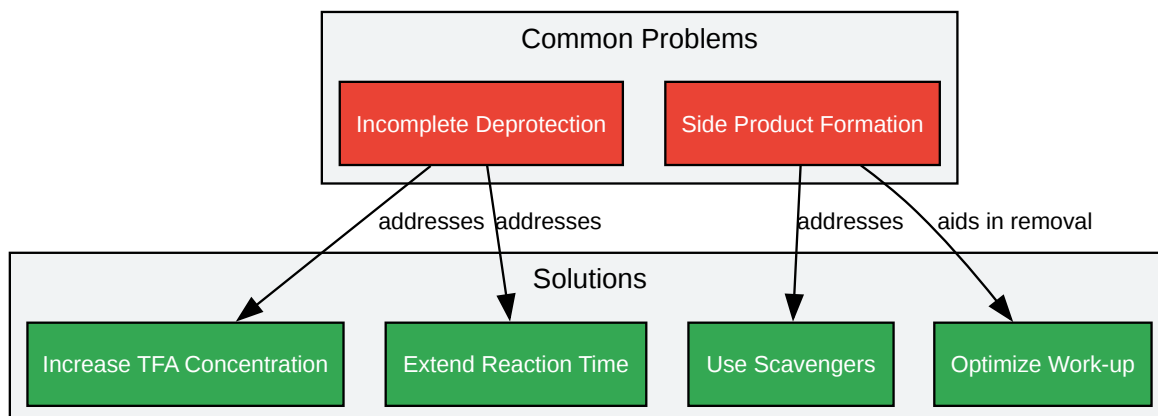 Common Problems
Incomplete Deprotection
Side Product Formation
addresses
addresses
addresses
aids in removal
Solutions
Increase TFA Concentration
Extend Reaction Time
Use Scavengers
Optimize Work-up